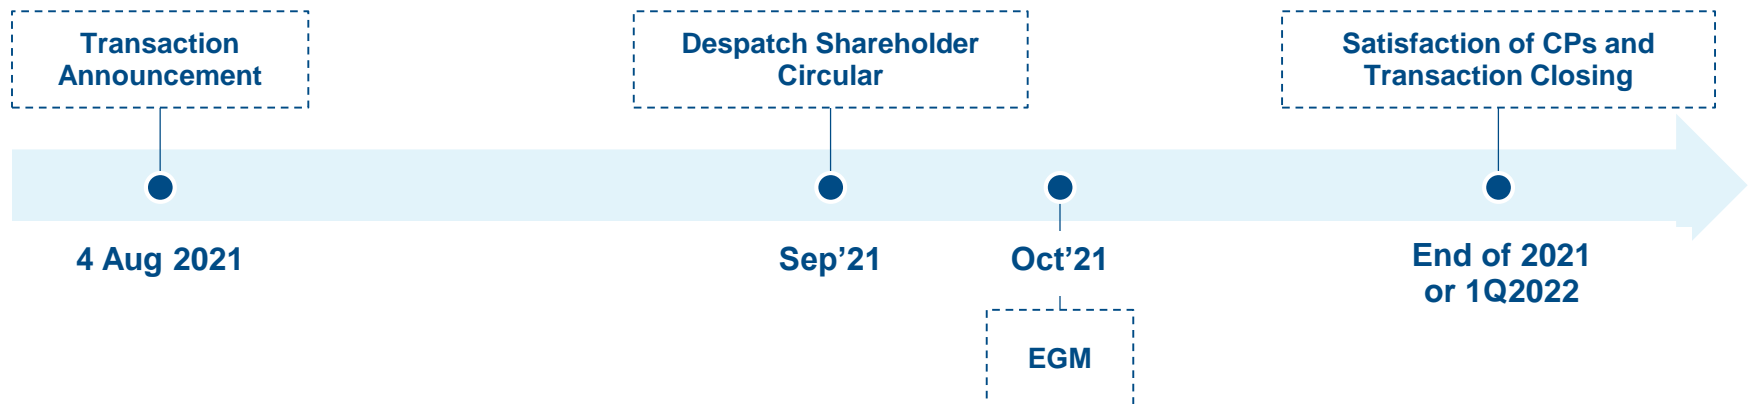 Transaction
Announcement
Despatch Shareholder
Circular
Satisfaction of CPs and
Transaction Closing
4 Aug 2021
Sep’21
Oct’21
End of 2021
or 1Q2022
EGM